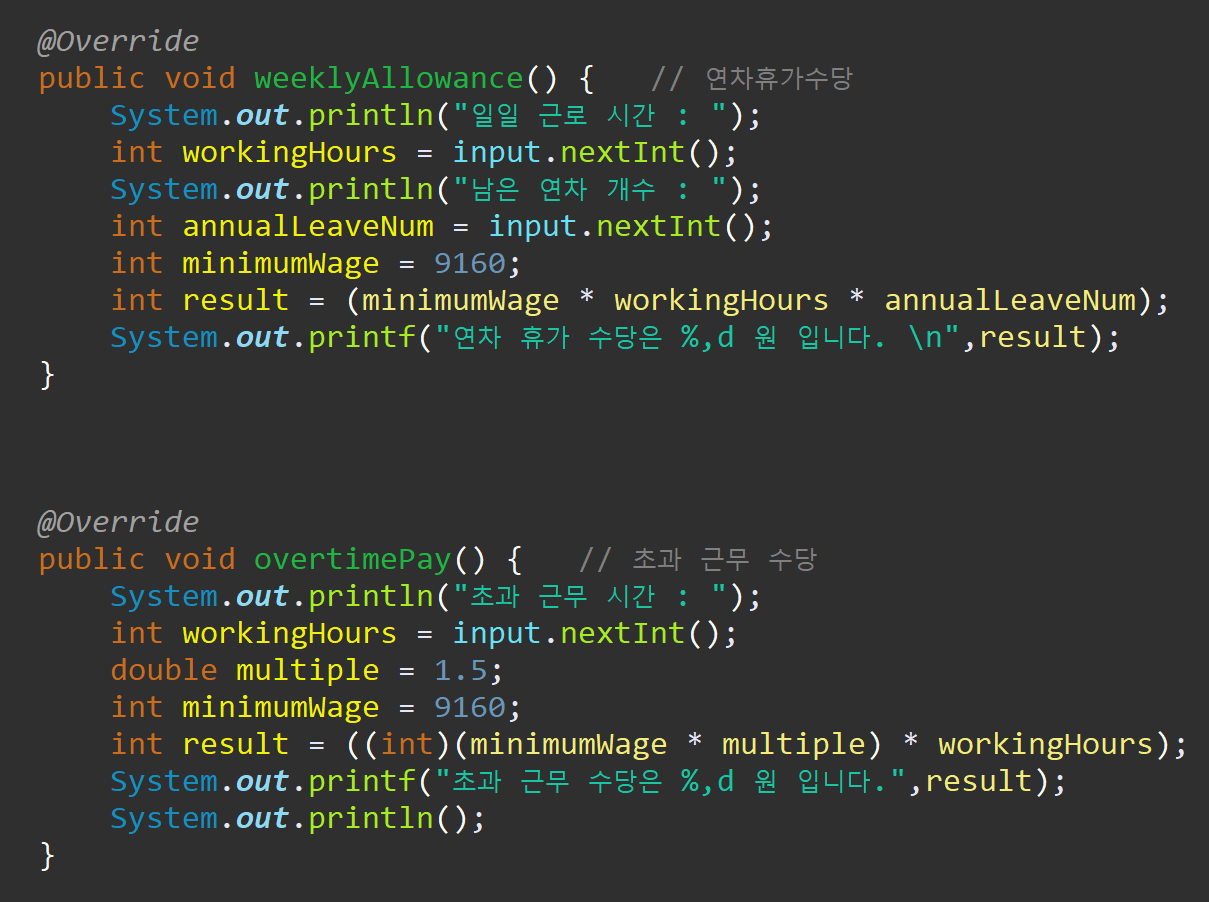 @Override
public void weeklyAllowance() {   // 연차휴가수당
    System.out.println("일일 근로 시간 : ");
    int workingHours = input.nextInt();
    System.out.println("남은 연차 개수 : ");
    int annualLeaveNum = input.nextInt();
    int minimumWage = 9160;
    int result = (minimumWage * workingHours * annualLeaveNum);
    System.out.printf("연차 휴가 수당은 %,d 원 입니다. \n",result);
}
@Override
public void overtimePay() {   // 초과 근무 수당
    System.out.println("초과 근무 시간 : ");
    int workingHours = input.nextInt();
    double multiple = 1.5;
    int minimumWage = 9160;
    int result = ((int)(minimumWage * multiple) * workingHours);
    System.out.printf("초과 근무 수당은 %,d 원 입니다.",result);
    System.out.println();
}